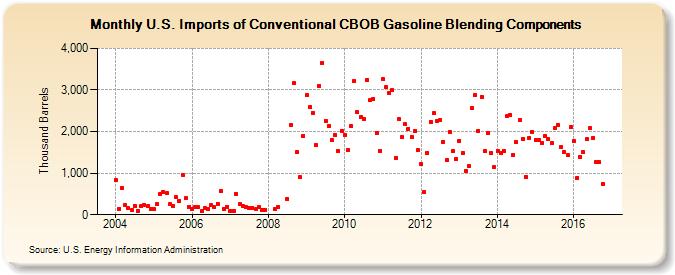 Monthly U.S. Imports of Conventional CBOB Gasoline Blending Components
Thousand Barrels
4,000
3,000
2,000
1,000
0
2004 2006 2008 2010 2012 2014 2016
Source: U.S. Energy Information Administration